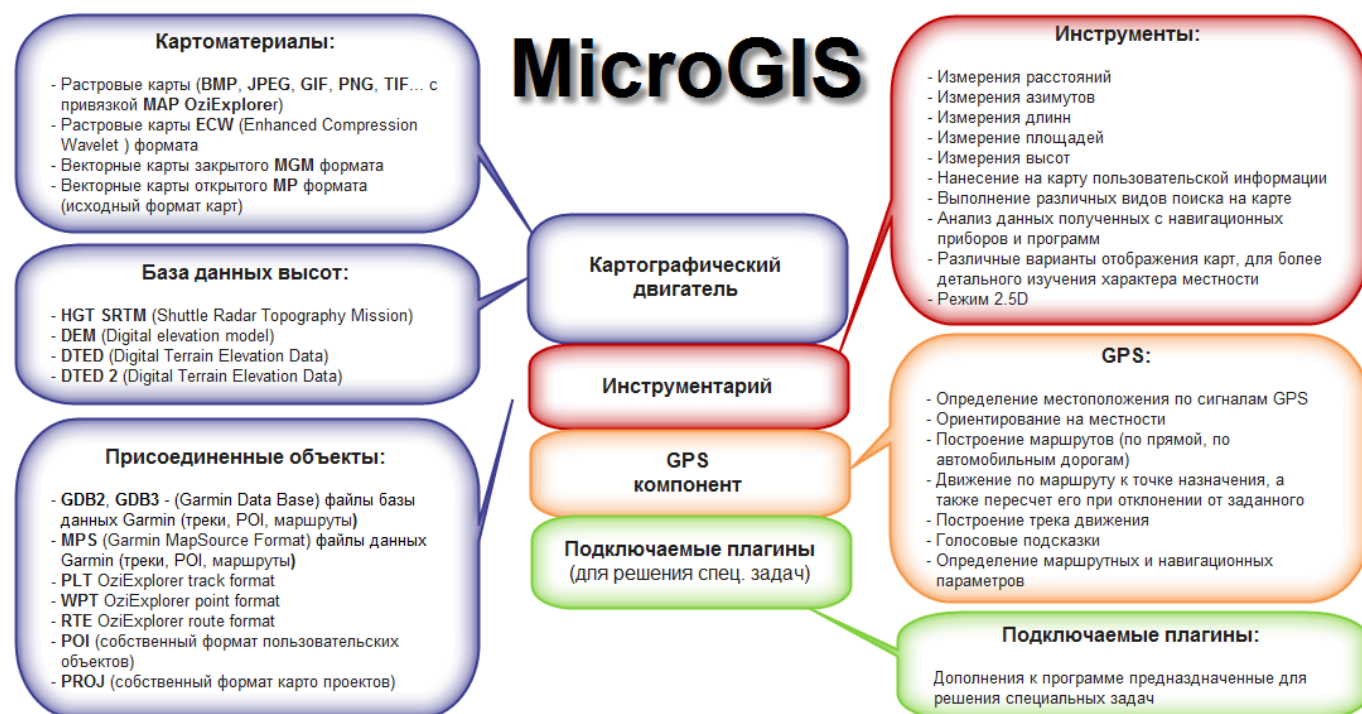 MicroGIS
Картоматериалы:
- Растровые карты (BMP, JPEG, GIF, PNG, TIF... с
привязкой MAP OziExplorer)
- Растровые карты ECW (Enhanced Compression
Wavelet ) формата
- Векторные карты закрытого MGM формата
- Векторные карты открытого MP формата
(исходный формат карт)
База данных высот:
- HGT SRTM (Shuttle Radar Topography Mission)
- DEM (Digital elevation model)
- DTED (Digital Terrain Elevation Data)
- DTED 2 (Digital Terrain Elevation Data)
Присоединенные объекты:
- GDB2, GDB3 - (Garmin Data Base) файлы базы
данных Garmin (треки, POI, маршруты)
- MPS (Garmin MapSource Format) файлы данных
Garmin (треки, POI, маршруты)
- PLT OziExplorer track format
- WPT OziExplorer point format
- RTE OziExplorer route format
- POI (собственный формат пользовательских
объектов)
- PROJ (собственный формат карто проектов)
Картографический
двигатель
Инструментарий
GPS
компонент
Подключаемые плагины
(для решения спец. задач)
Инструменты:
- Измерения расстояний
- Измерения азимутов
- Измерения длинн
- Измерение площадей
- Измерения высот
- Нанесение на карту пользовательской информации
- Выполнение различных видов поиска на карте
- Анализ данных полученных с навигационных
приборов и программ
- Различные варианты отображения карт, для более
детального изучения характера местности
- Режим 2.5D
GPS:
- Определение местоположения по сигналам GPS
- Ориентирование на местности
- Построение маршрутов (по прямой, по
автомобильным дорогам)
- Движение по маршруту к точке назначения, а
также пересчет его при отклонении от заданного
- Построение трека движения
- Голосовые подсказки
- Определение маршрутных и навигационных
параметров
Подключаемые плагины:
Дополнения к программе предназдначенные для
решения специальных задач